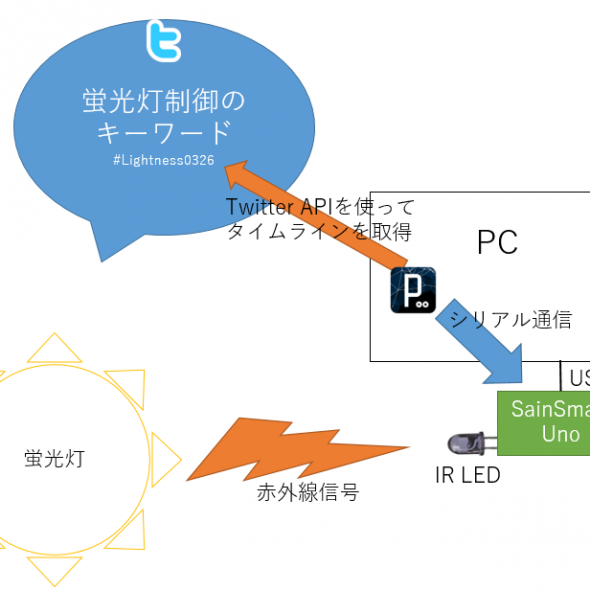 蛍光灯制御の
キーワード
#Lightness0326
Twitter APIを使って
タイムラインを取得
PC
シリアル通信
SainSma
Uno
IR LED
蛍光灯
赤外線信号